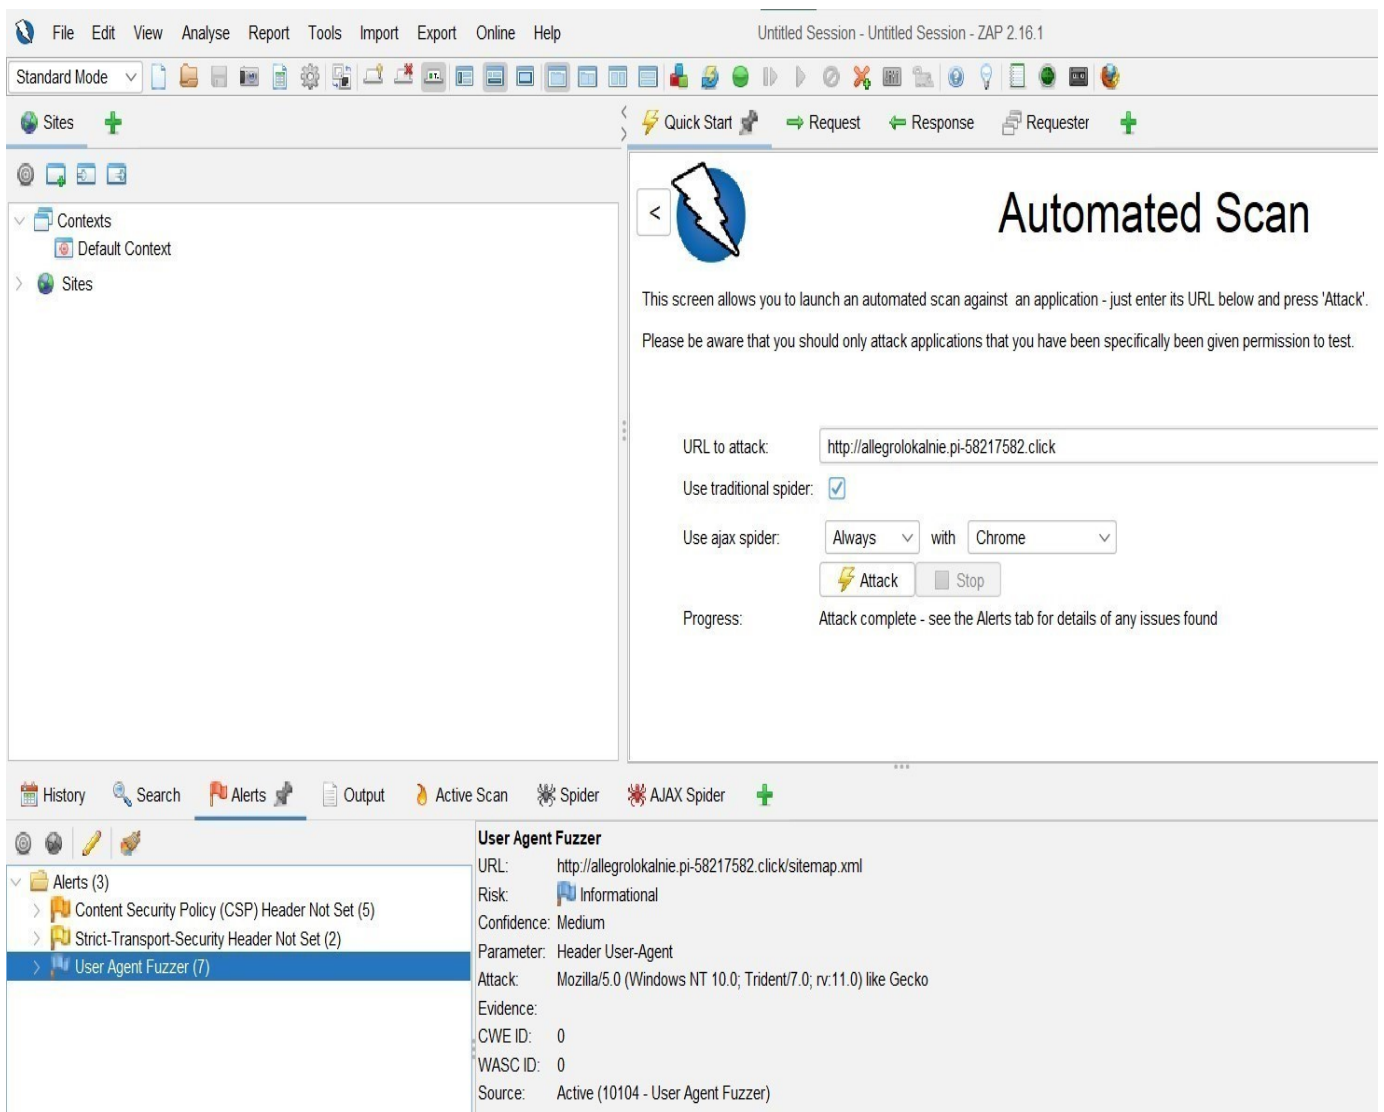 File Edit View Analyse Report Tools Import Export Online Help
Untitled Session - Untitled Session - ZAP 2.16.1
Standard Mode
Sites
Quick Start Request Response Requester
<
Automated Scan
Contexts
Default Context
Sites
This screen allows you to launch an automated scan against an application - just enter its URL below and press 'Attack'.
Please be aware that you should only attack applications that you have been specifically been given permission to test.
URL to attack: http://allegrolokalnie.pi-58217582.click
Use traditional spider:
Use ajax spider: Always with Chrome
Attack Stop
Progress: Attack complete - see the Alerts tab for details of any issues found
History Search Alerts Output Active Scan Spider AJAX Spider
Alerts (3)
Content Security Policy (CSP) Header Not Set (5)
Strict-Transport-Security Header Not Set (2)
User Agent Fuzzer (7)
User Agent Fuzzer
URL: http://allegrolokalnie.pi-58217582.click/sitemap.xml
Risk: Informational
Confidence: Medium
Parameter: Header User-Agent
Attack: Mozilla/5.0 (Windows NT 10.0; Trident/7.0; rv:11.0) like Gecko
Evidence:
CWE ID: 0
WASC ID: 0
Source: Active (10104 - User Agent Fuzzer)